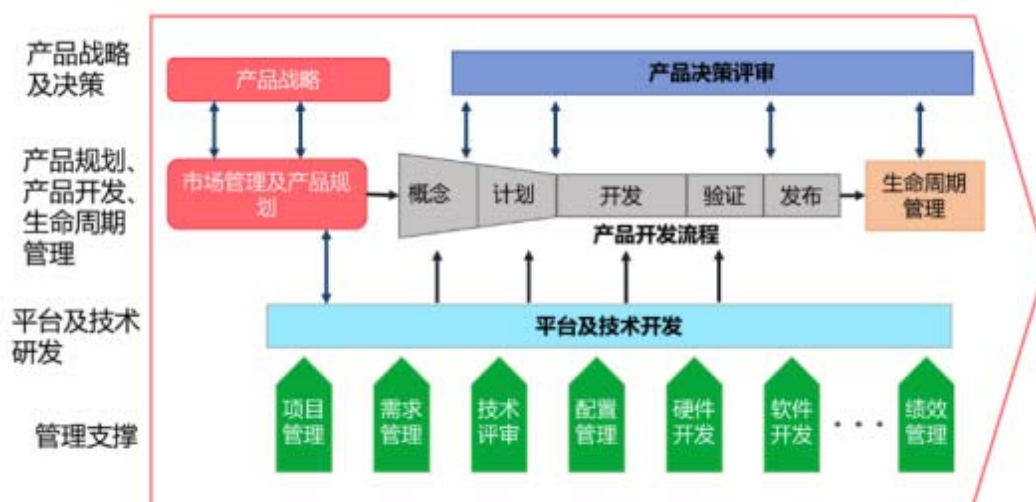 产品战略
及决策
产品战略
产品决策评审
产品规划、
产品开发、
生命周期
管理
市场管理及产品规
划
概念
计划
开发
验证
发布
产品开发流程
生命周期
管理
平台及技术
研发
平台及技术开发
管理支撑
项目
管理
需求
管理
技术
评审
配置
管理
硬件
开发
软件
开发
···
绩效
管理